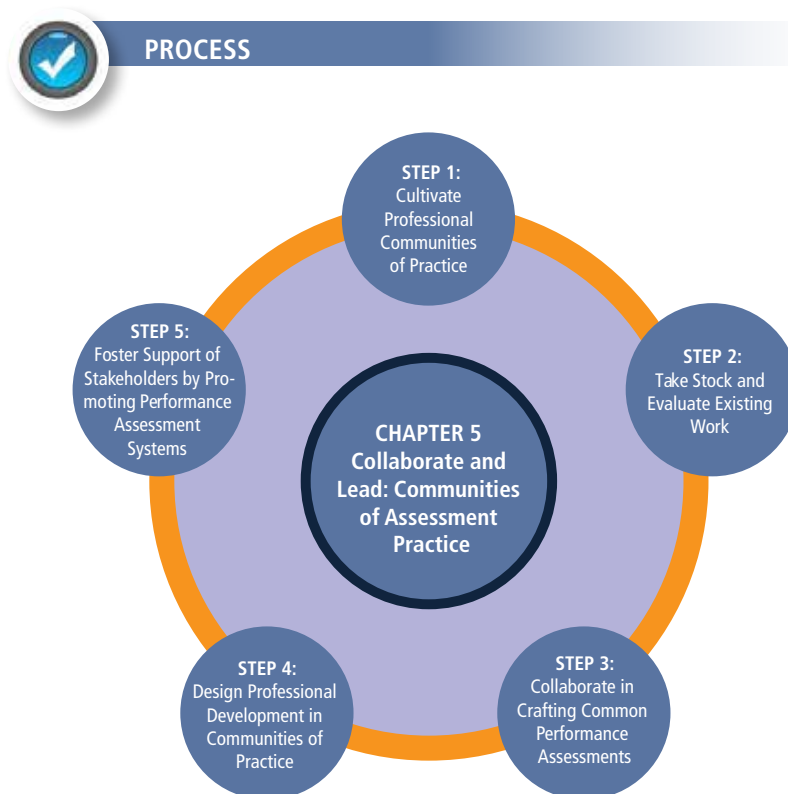 PROCESS
STEP 1:
Cultivate
Professional
Communities
of Practice
STEP 2:
Take Stock and
Evaluate Existing
Work
STEP 3:
Collaborate in
Crafting Common
Performance
Assessments
STEP 4:
Design Professional
Development in
Communities of
Practice
STEP 5:
Foster Support of
Stakeholders by Pro-
moting Performance
Assessment
Systems
CHAPTER 5
Collaborate and
Lead: Communities
of Assessment
Practice